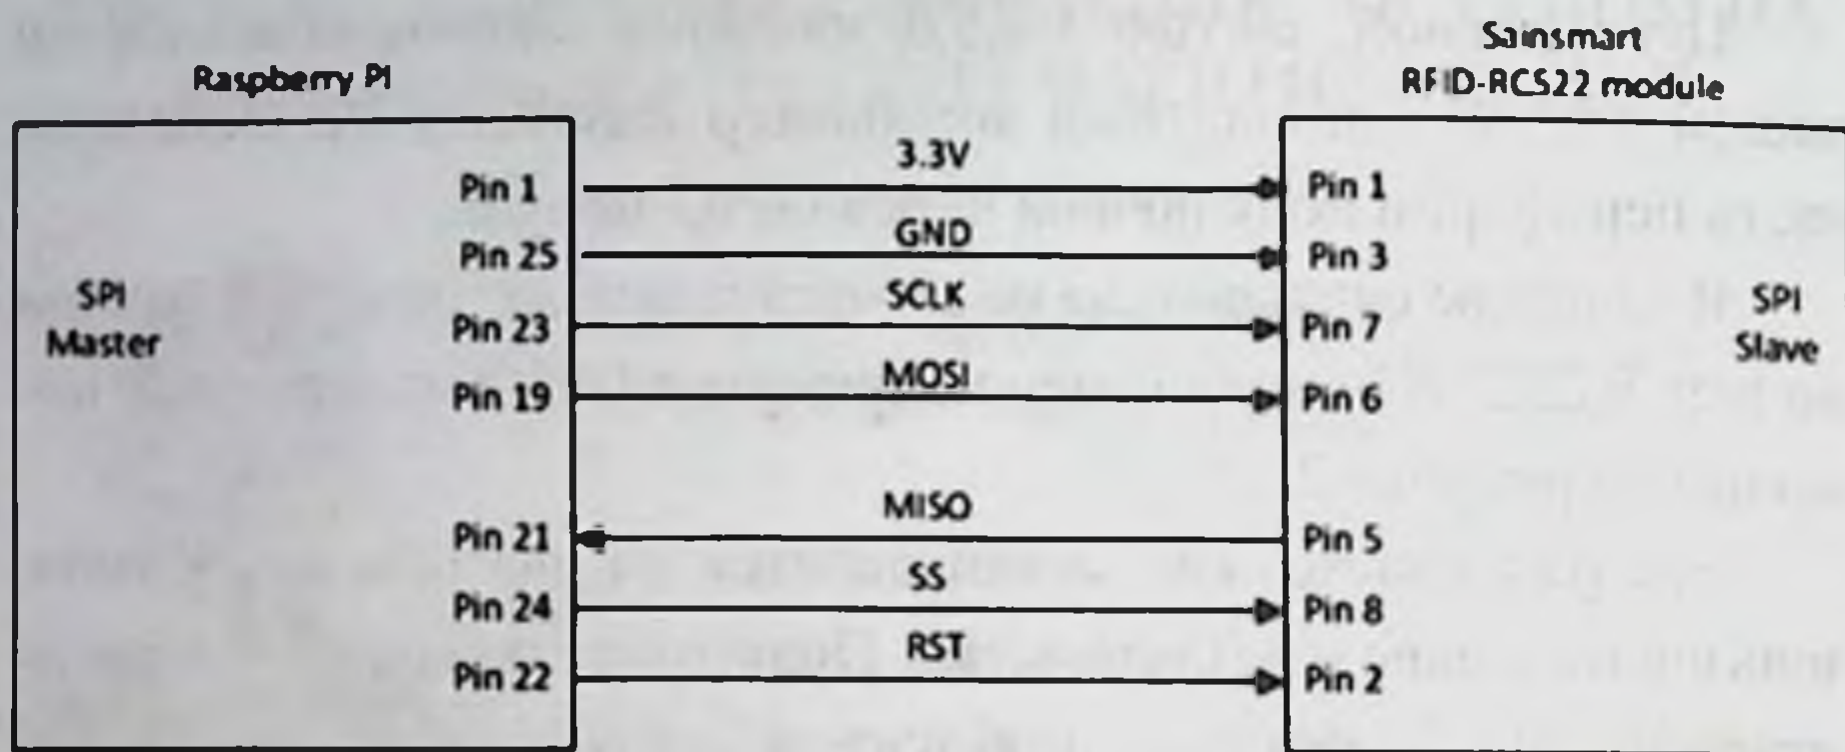 Sainsmart
Raspberry PI
RFID-RC522 module
3.3V
Pin 1
Pin 1
GND
Pin 25
Pin 3
SPI
Master
SCLK
SPI
Slave
Pin 23
Pin 7
MOSI
Pin 19
Pin 6
MISO
Pin 21
Pin 5
SS
Pin 24
Pin 8
RST
Pin 22
Pin 2